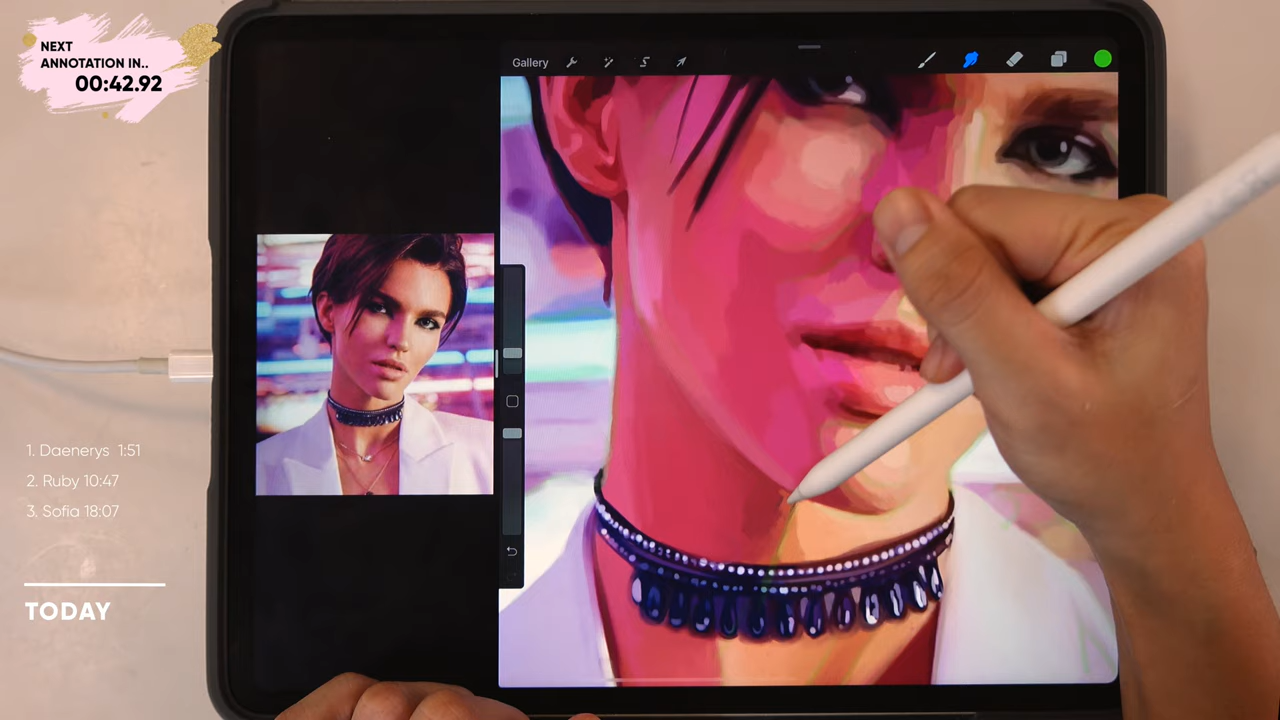 NEXT
ANNOTATION IN..
00:42.92
Gallery
1. Daenerys 1:51
2. Ruby 10:47
3. Sofia 18:07
TODAY